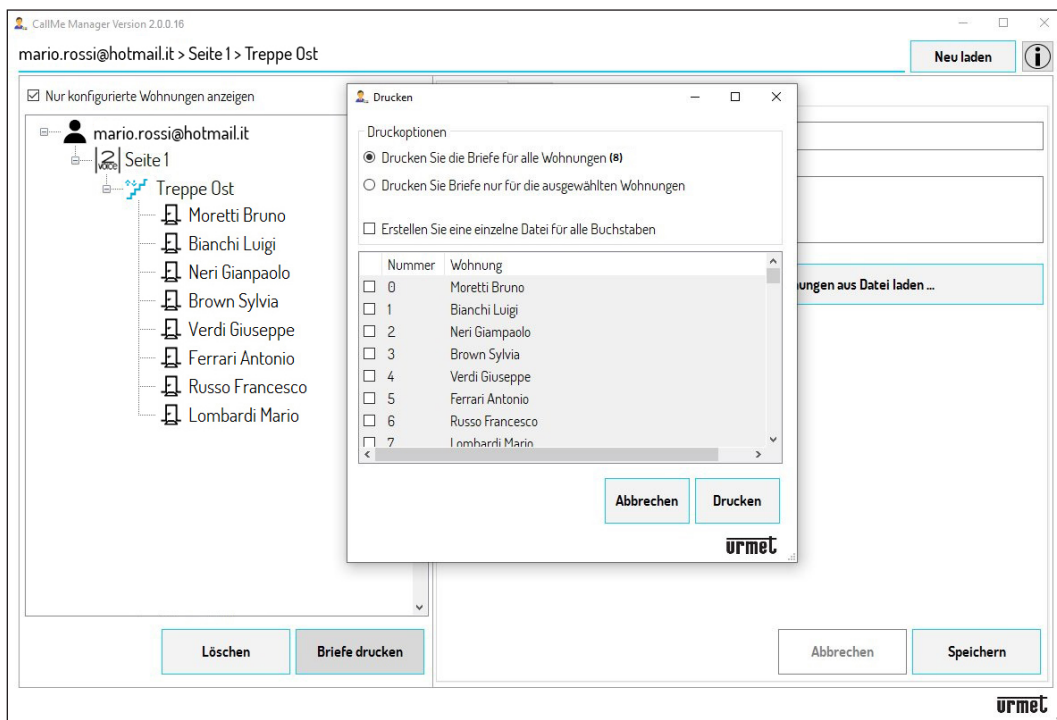 CallMe Manager Version 2.0.0.16
mario.rossi@hotmail.it > Seite 1 > Treppe Ost
Neu laden
Nur konfigurierte Wohnungen anzeigen
mario.rossi@hotmail.it
2 VOICE Seite 1
Treppe Ost
Moretti Bruno
Bianchi Luigi
Neri Gianpaolo
Brown Sylvia
Verdi Giuseppe
Ferrari Antonio
Russo Francesco
Lombardi Mario
Löschen
Briefe drucken
Drucken
Druckoptionen
Drucken Sie die Briefe für alle Wohnungen (8)
Drucken Sie Briefe nur für die ausgewählten Wohnungen
Erstellen Sie eine einzelne Datei für alle Buchstaben
Nummer Wohnung
0 Moretti Bruno
1 Bianchi Luigi
2 Neri Giampaolo
3 Brown Sylvia
4 Verdi Giuseppe
5 Ferrari Antonio
6 Russo Francesco
7 Lombardi Mario
Abbrechen
Drucken
urmet
ungen aus Datei laden ...
Abbrechen
Speichern
urmet